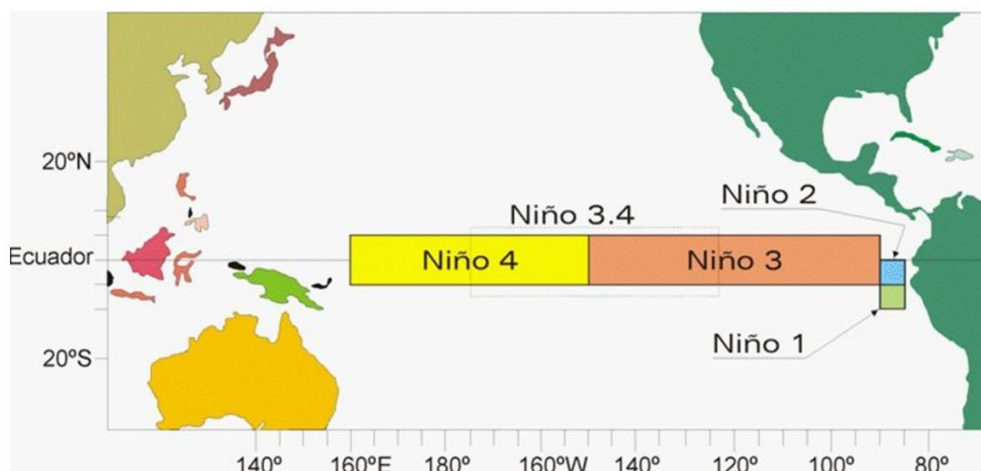 20ºN
Niño 2
Niño 3.4
Ecuador
Niño 4
Niño 3
Niño 1
20ºS
140º 160ºE 180º 160ºW 140º 120º 100º 80º